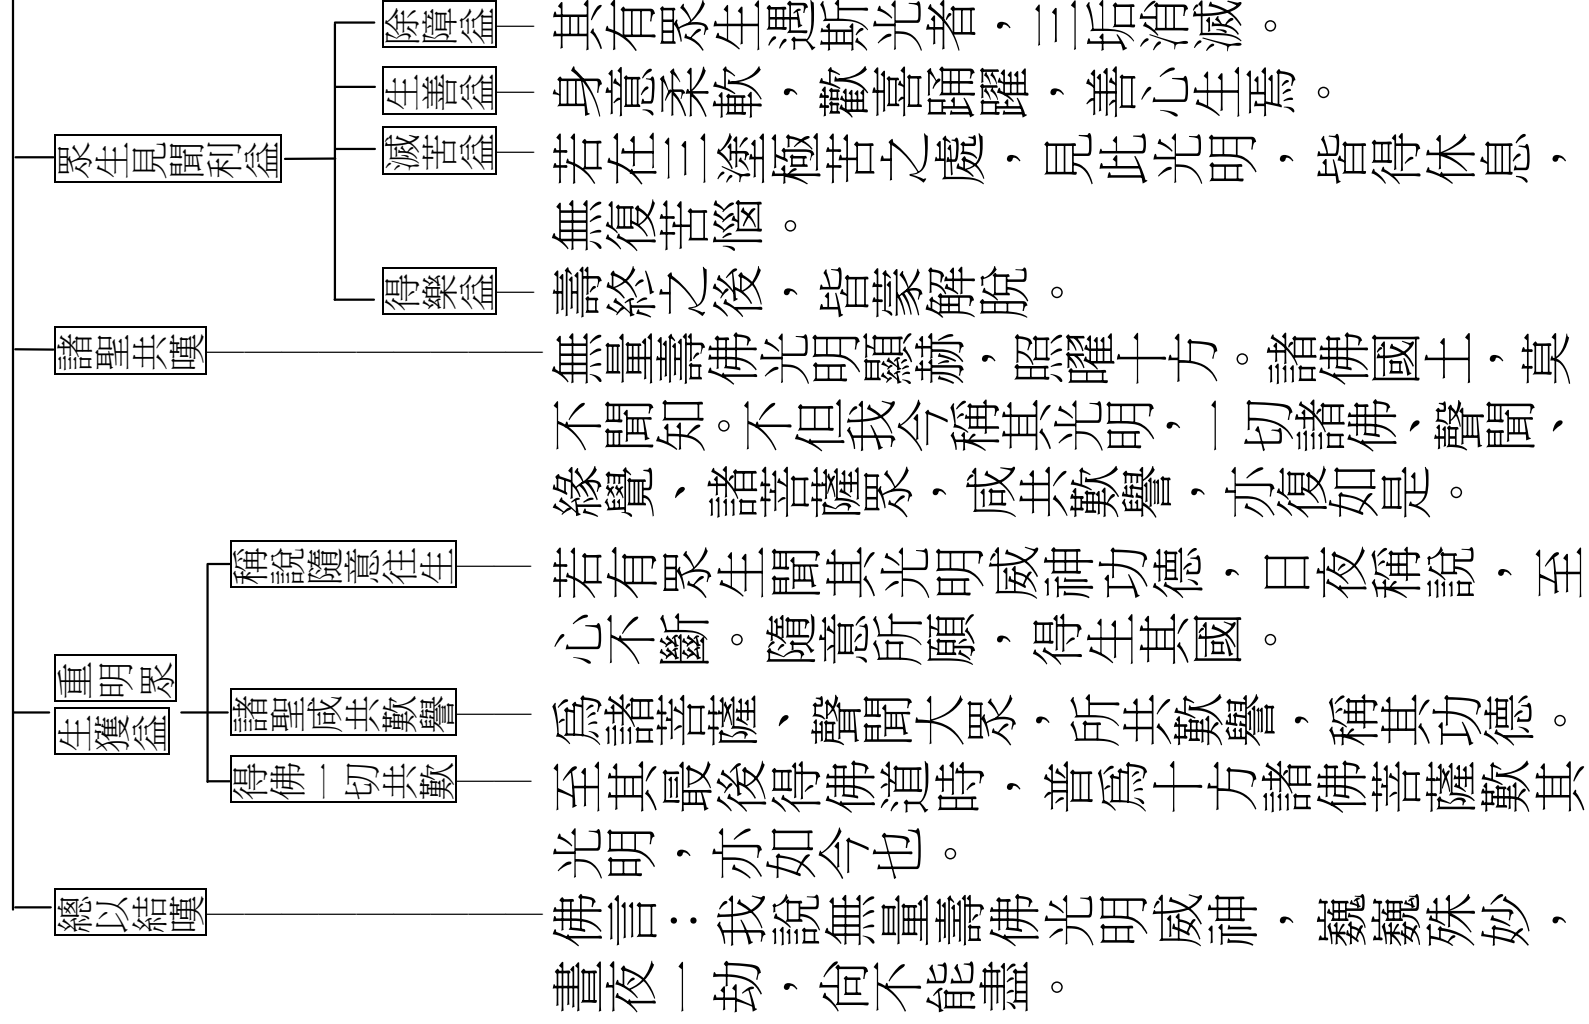 除障益
其有眾生遇斯光者，三垢消滅。
生善益
身意柔軟，歡喜踊躍，善心生焉。
眾生見聞利益
滅苦益
若在三塗極苦之處，見此光明，皆得休息，
無復苦惱。
得樂益
壽終之後，皆蒙解脫。
諸聖共嘆
無量壽佛光明顯赫，照曜十方。諸佛國土，莫
不聞知。不但我今稱其光明，一切諸佛、聲聞、
緣覺、諸菩薩眾，咸共歎譽，亦復如是。
重明眾
生獲益
稱說隨意往生
若有眾生聞其光明威神功德，日夜稱說，至
心不斷。隨意所願，得生其國。
諸聖咸共歎譽
為諸菩薩、聲聞大眾，所共歎譽，稱其功德。
得佛一切共歎
至其最後得佛道時，普為十方諸佛菩薩歎其
光明，亦如今也。
總以結嘆
佛言：我說無量壽佛光明威神，巍巍殊妙，
晝夜一劫，尚不能盡。